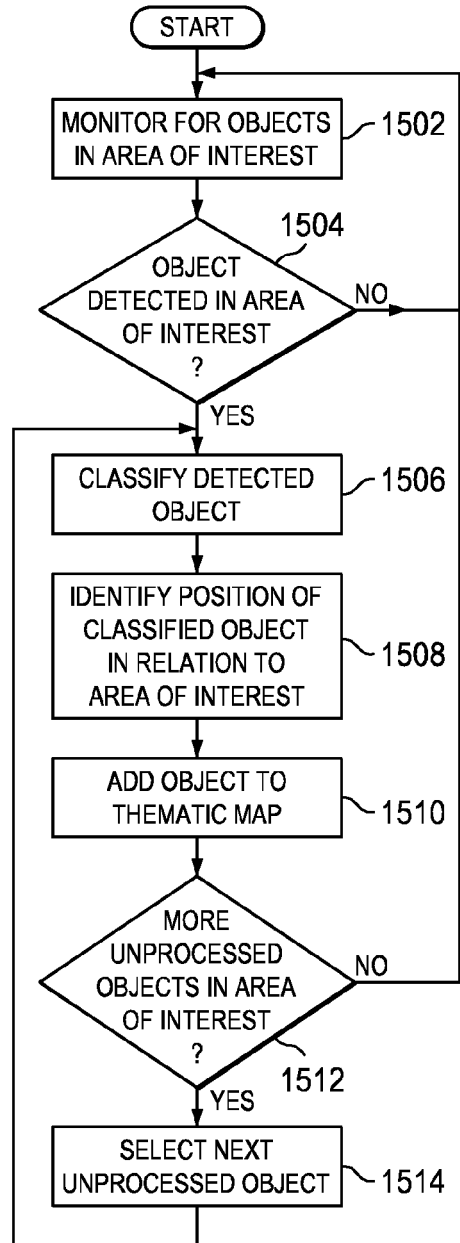 START
MONITOR FOR OBJECTS
IN AREA OF INTEREST
1502
1504
OBJECT
DETECTED IN AREA
OF INTEREST
?
NO
YES
CLASSIFY DETECTED
OBJECT
1506
IDENTIFY POSITION OF
CLASSIFIED OBJECT
IN RELATION TO
AREA OF INTEREST
1508
ADD OBJECT TO
THEMATIC MAP
1510
MORE
UNPROCESSED
OBJECTS IN AREA
OF INTEREST
?
NO
1512
YES
SELECT NEXT
UNPROCESSED OBJECT
1514